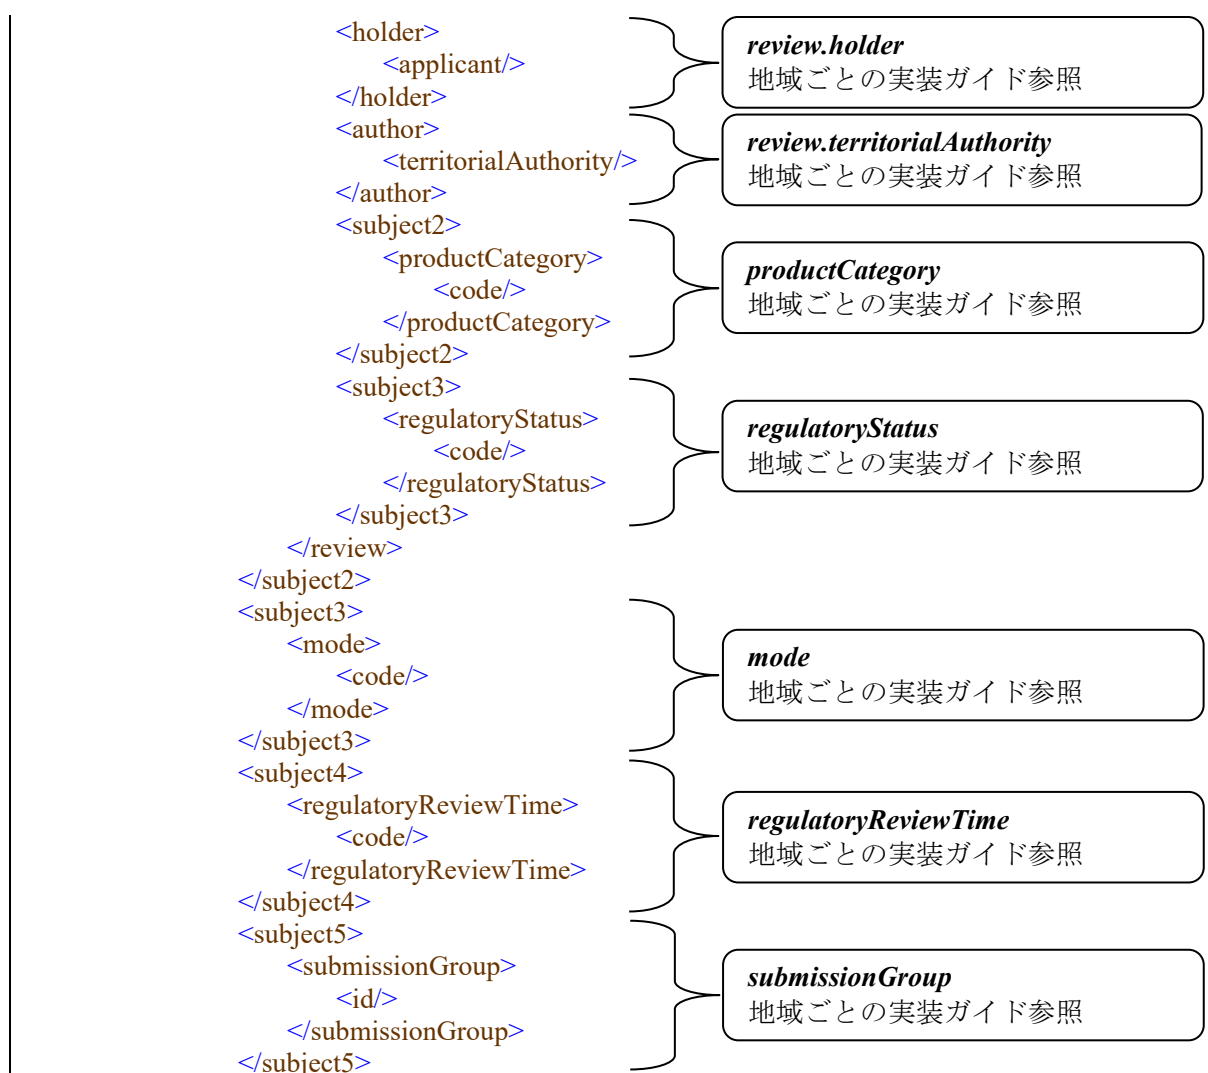 <holder>
<applicant/>
</holder>
<author>
<territorialAuthority/>
</author>
<subject2>
<productCategory>
<code/>
</productCategory>
</subject2>
<subject3>
<regulatoryStatus>
<code/>
</regulatoryStatus>
</subject3>
</review>
</subject2>
<subject3>
<mode>
<code/>
</mode>
</subject3>
<subject4>
<regulatoryReviewTime>
<code/>
</regulatoryReviewTime>
</subject4>
<subject5>
<submissionGroup>
<id/>
</submissionGroup>
</subject5>
review.holder
地域ごとの実装ガイド参照
review.territorialAuthority
地域ごとの実装ガイド参照
productCategory
地域ごとの実装ガイド参照
regulatoryStatus
地域ごとの実装ガイド参照
mode
地域ごとの実装ガイド参照
regulatoryReviewTime
地域ごとの実装ガイド参照
submissionGroup
地域ごとの実装ガイド参照